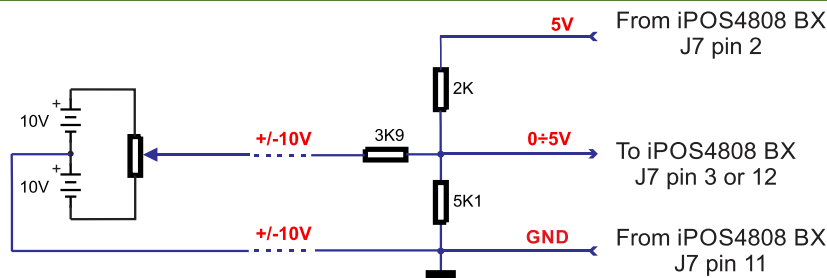 5V
From iPOS4808 BX
J7 pin 2
+
10V
2K
+/-10V
3K9
0÷5V
To iPOS4808 BX
J7 pin 3 or 12
+
10V
5K1
+/-10V
GND
From iPOS4808 BX
J7 pin 11